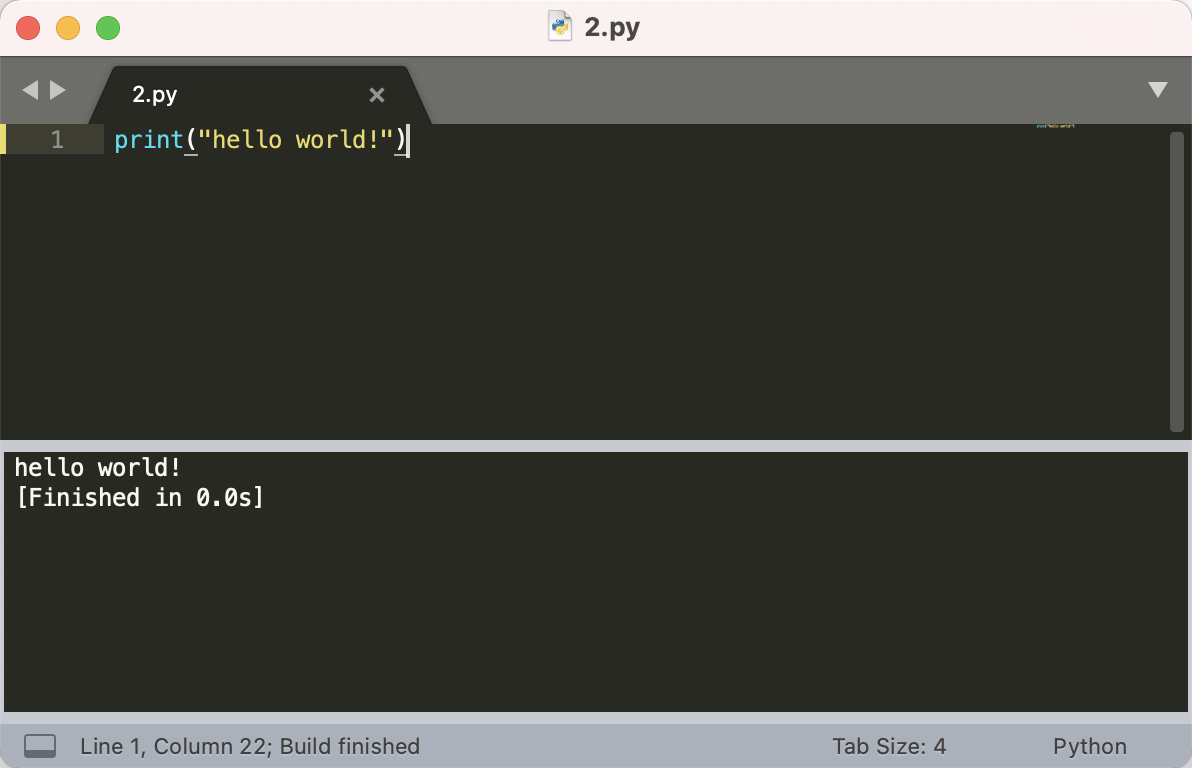 2.py
2.py
1 print("hello world!")
hello world!
[Finished in 0.0s]
Line 1, Column 22; Build finished Tab Size: 4 Python